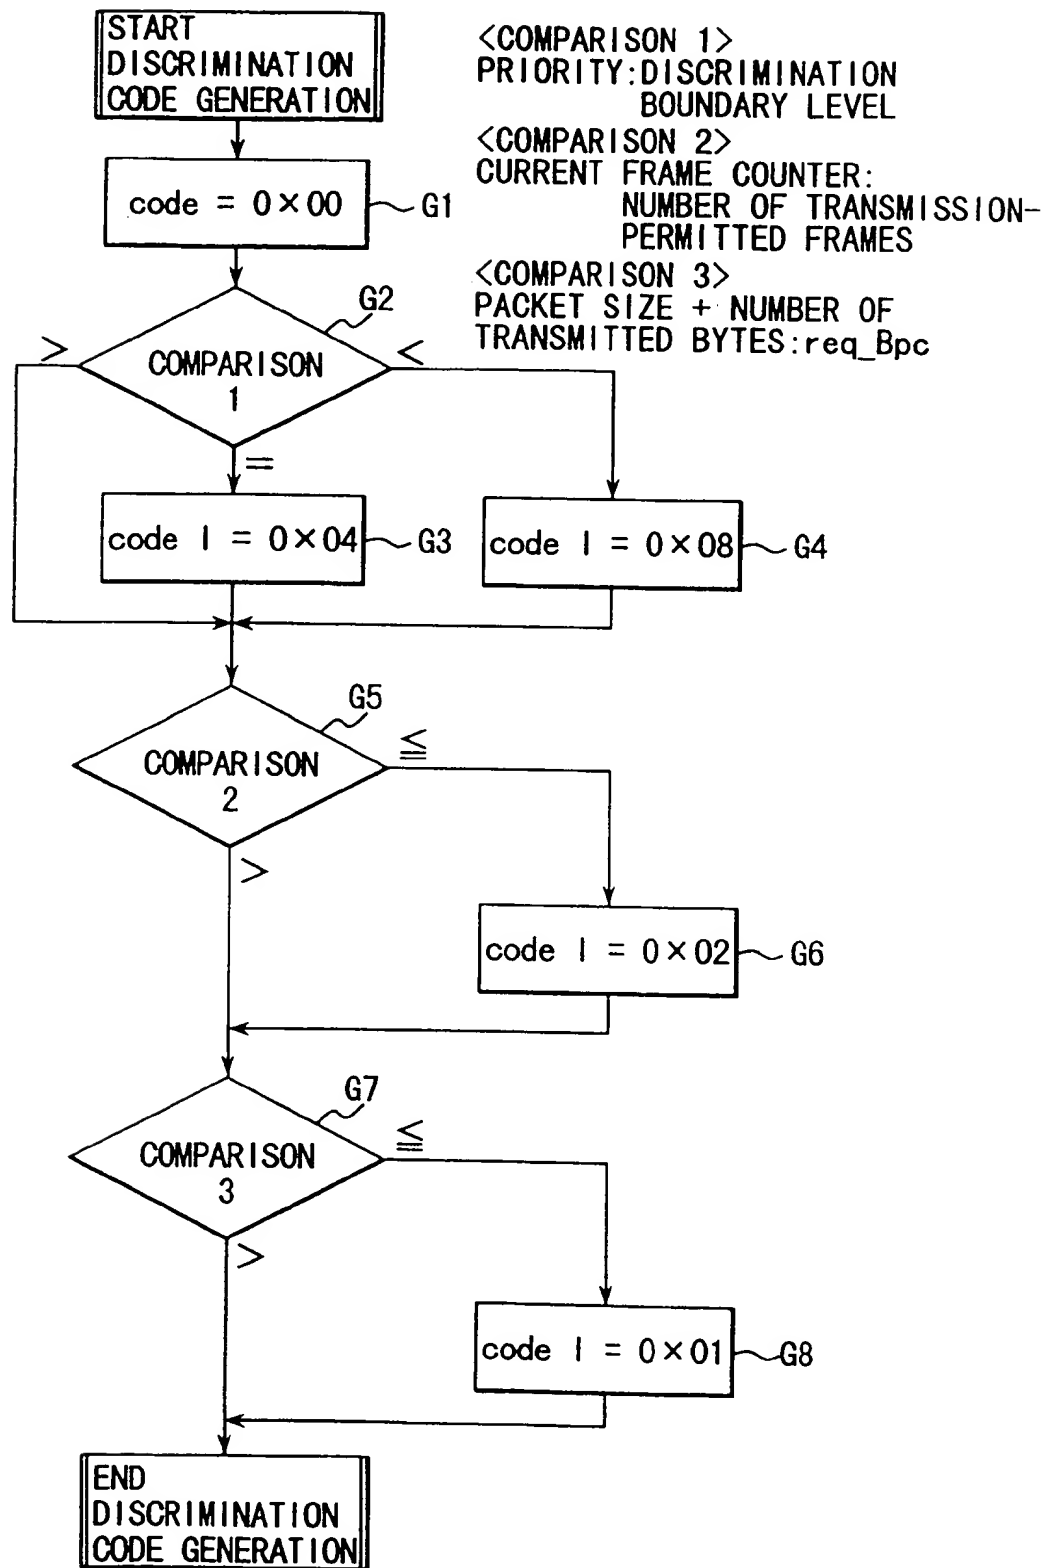 START
DISCRIMINATION
CODE GENERATION
<COMPARISON 1>
PRIORITY:DISCRIMINATION
BOUNDARY LEVEL
<COMPARISON 2>
CURRENT FRAME COUNTER:
NUMBER OF TRANSMISSION-
PERMITTED FRAMES
<COMPARISON 3>
PACKET SIZE + NUMBER OF
TRANSMITTED BYTES:req_Bpc
code = 0×00
G1
G2
>
<
COMPARISON
1
=
code | = 0×04
G3
code | = 0×08
G4
G5
≦
COMPARISON
2
>
code | = 0×02
G6
G7
≦
COMPARISON
3
>
code | = 0×01
G8
END
DISCRIMINATION
CODE GENERATION